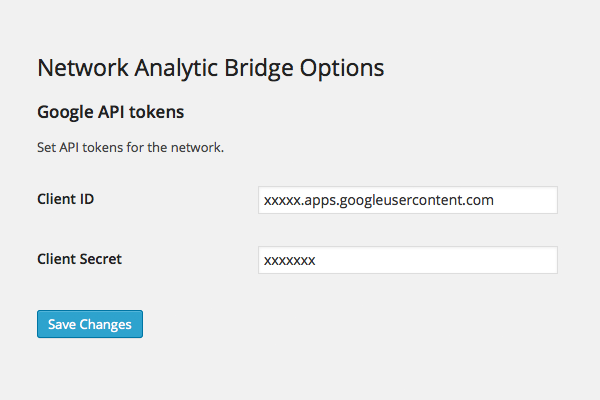 Network Analytic Bridge Options
Google API tokens
Set API tokens for the network.
Client ID
xxxxx.apps.googleusercontent.com
Client Secret
xxxxxxx
Save Changes